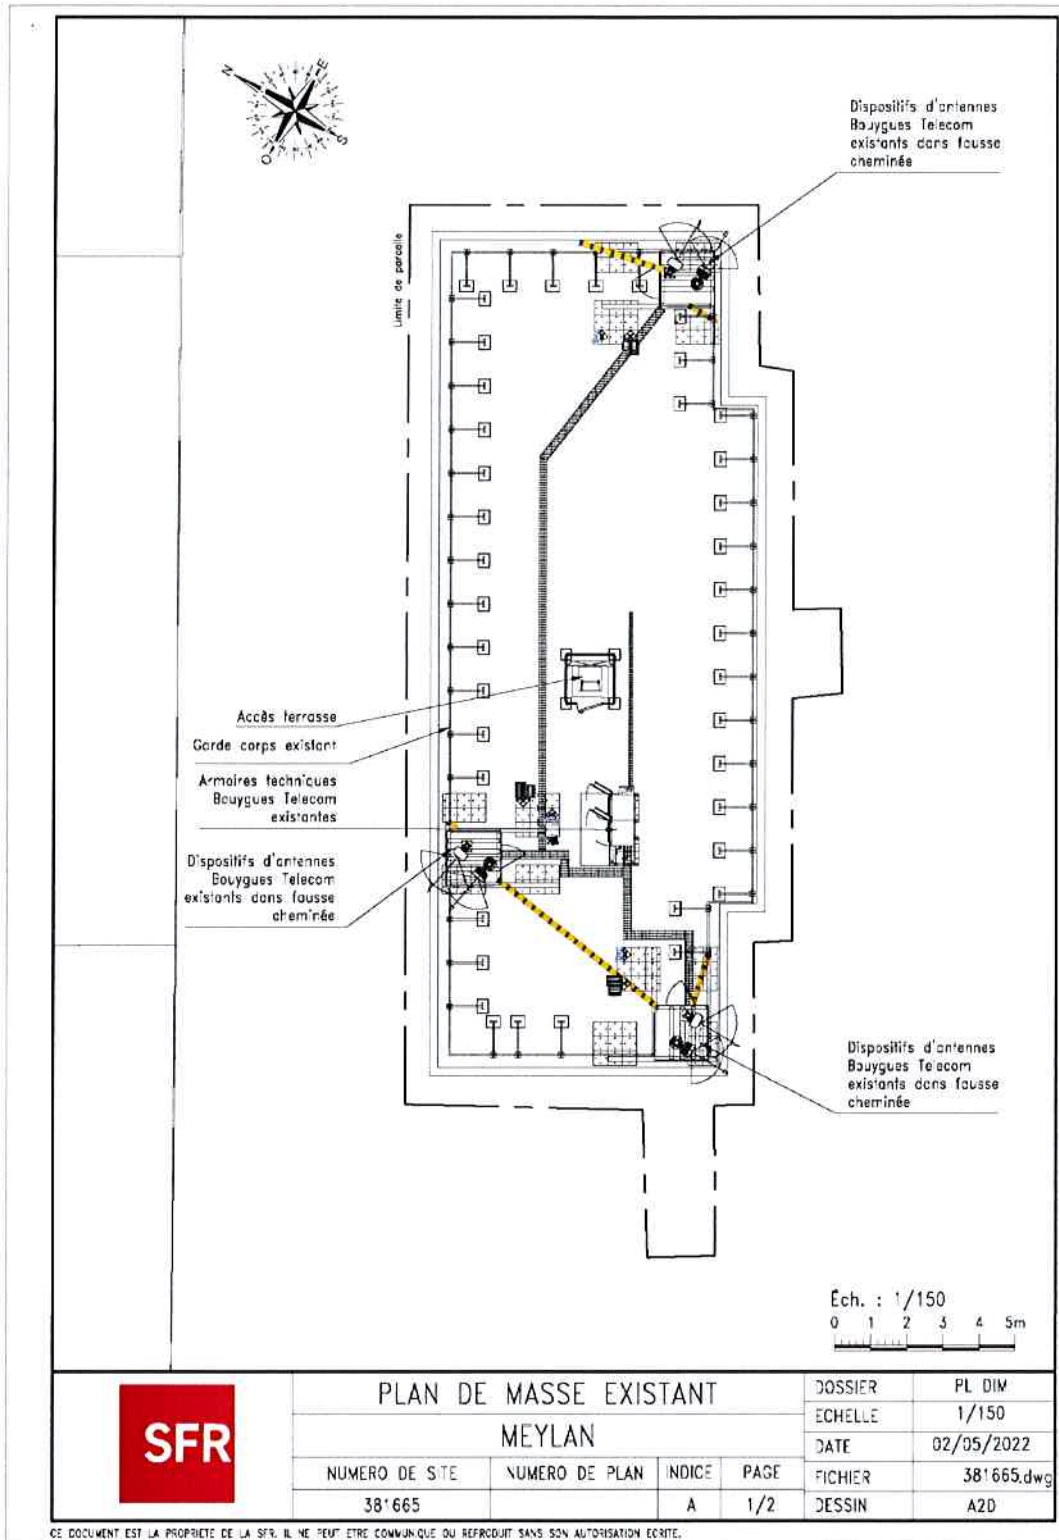 N
E
S
O
Dispositifs d'antennes
Bouygues Telecom
existants dans fausse
cheminée
Limite de parcelle
Accès terrasse
Garde corps existant
Armoires techniques
Bouygues Telecom
existantes
Dispositifs d'antennes
Bouygues Telecom
existants dans fausse
cheminée
Dispositifs d'antennes
Bouygues Telecom
existants dans fausse
cheminée
Éch. : 1/150
0 1 2 3 4 5m
SFR
PLAN DE MASSE EXISTANT
MEYLAN
NUMERO DE SITE NUMERO DE PLAN INDICE PAGE
381665 A 1/2
DOSSIER PL DIM
ECHELLE 1/150
DATE 02/05/2022
FICHIER 381665.dwg
DESSIN A2D
CE DOCUMENT EST LA PROPRIETE DE LA SFR. IL NE PEUT ETRE COMMUNIQUE OU REPRODUIT SANS SON AUTORISATION ECRITE.